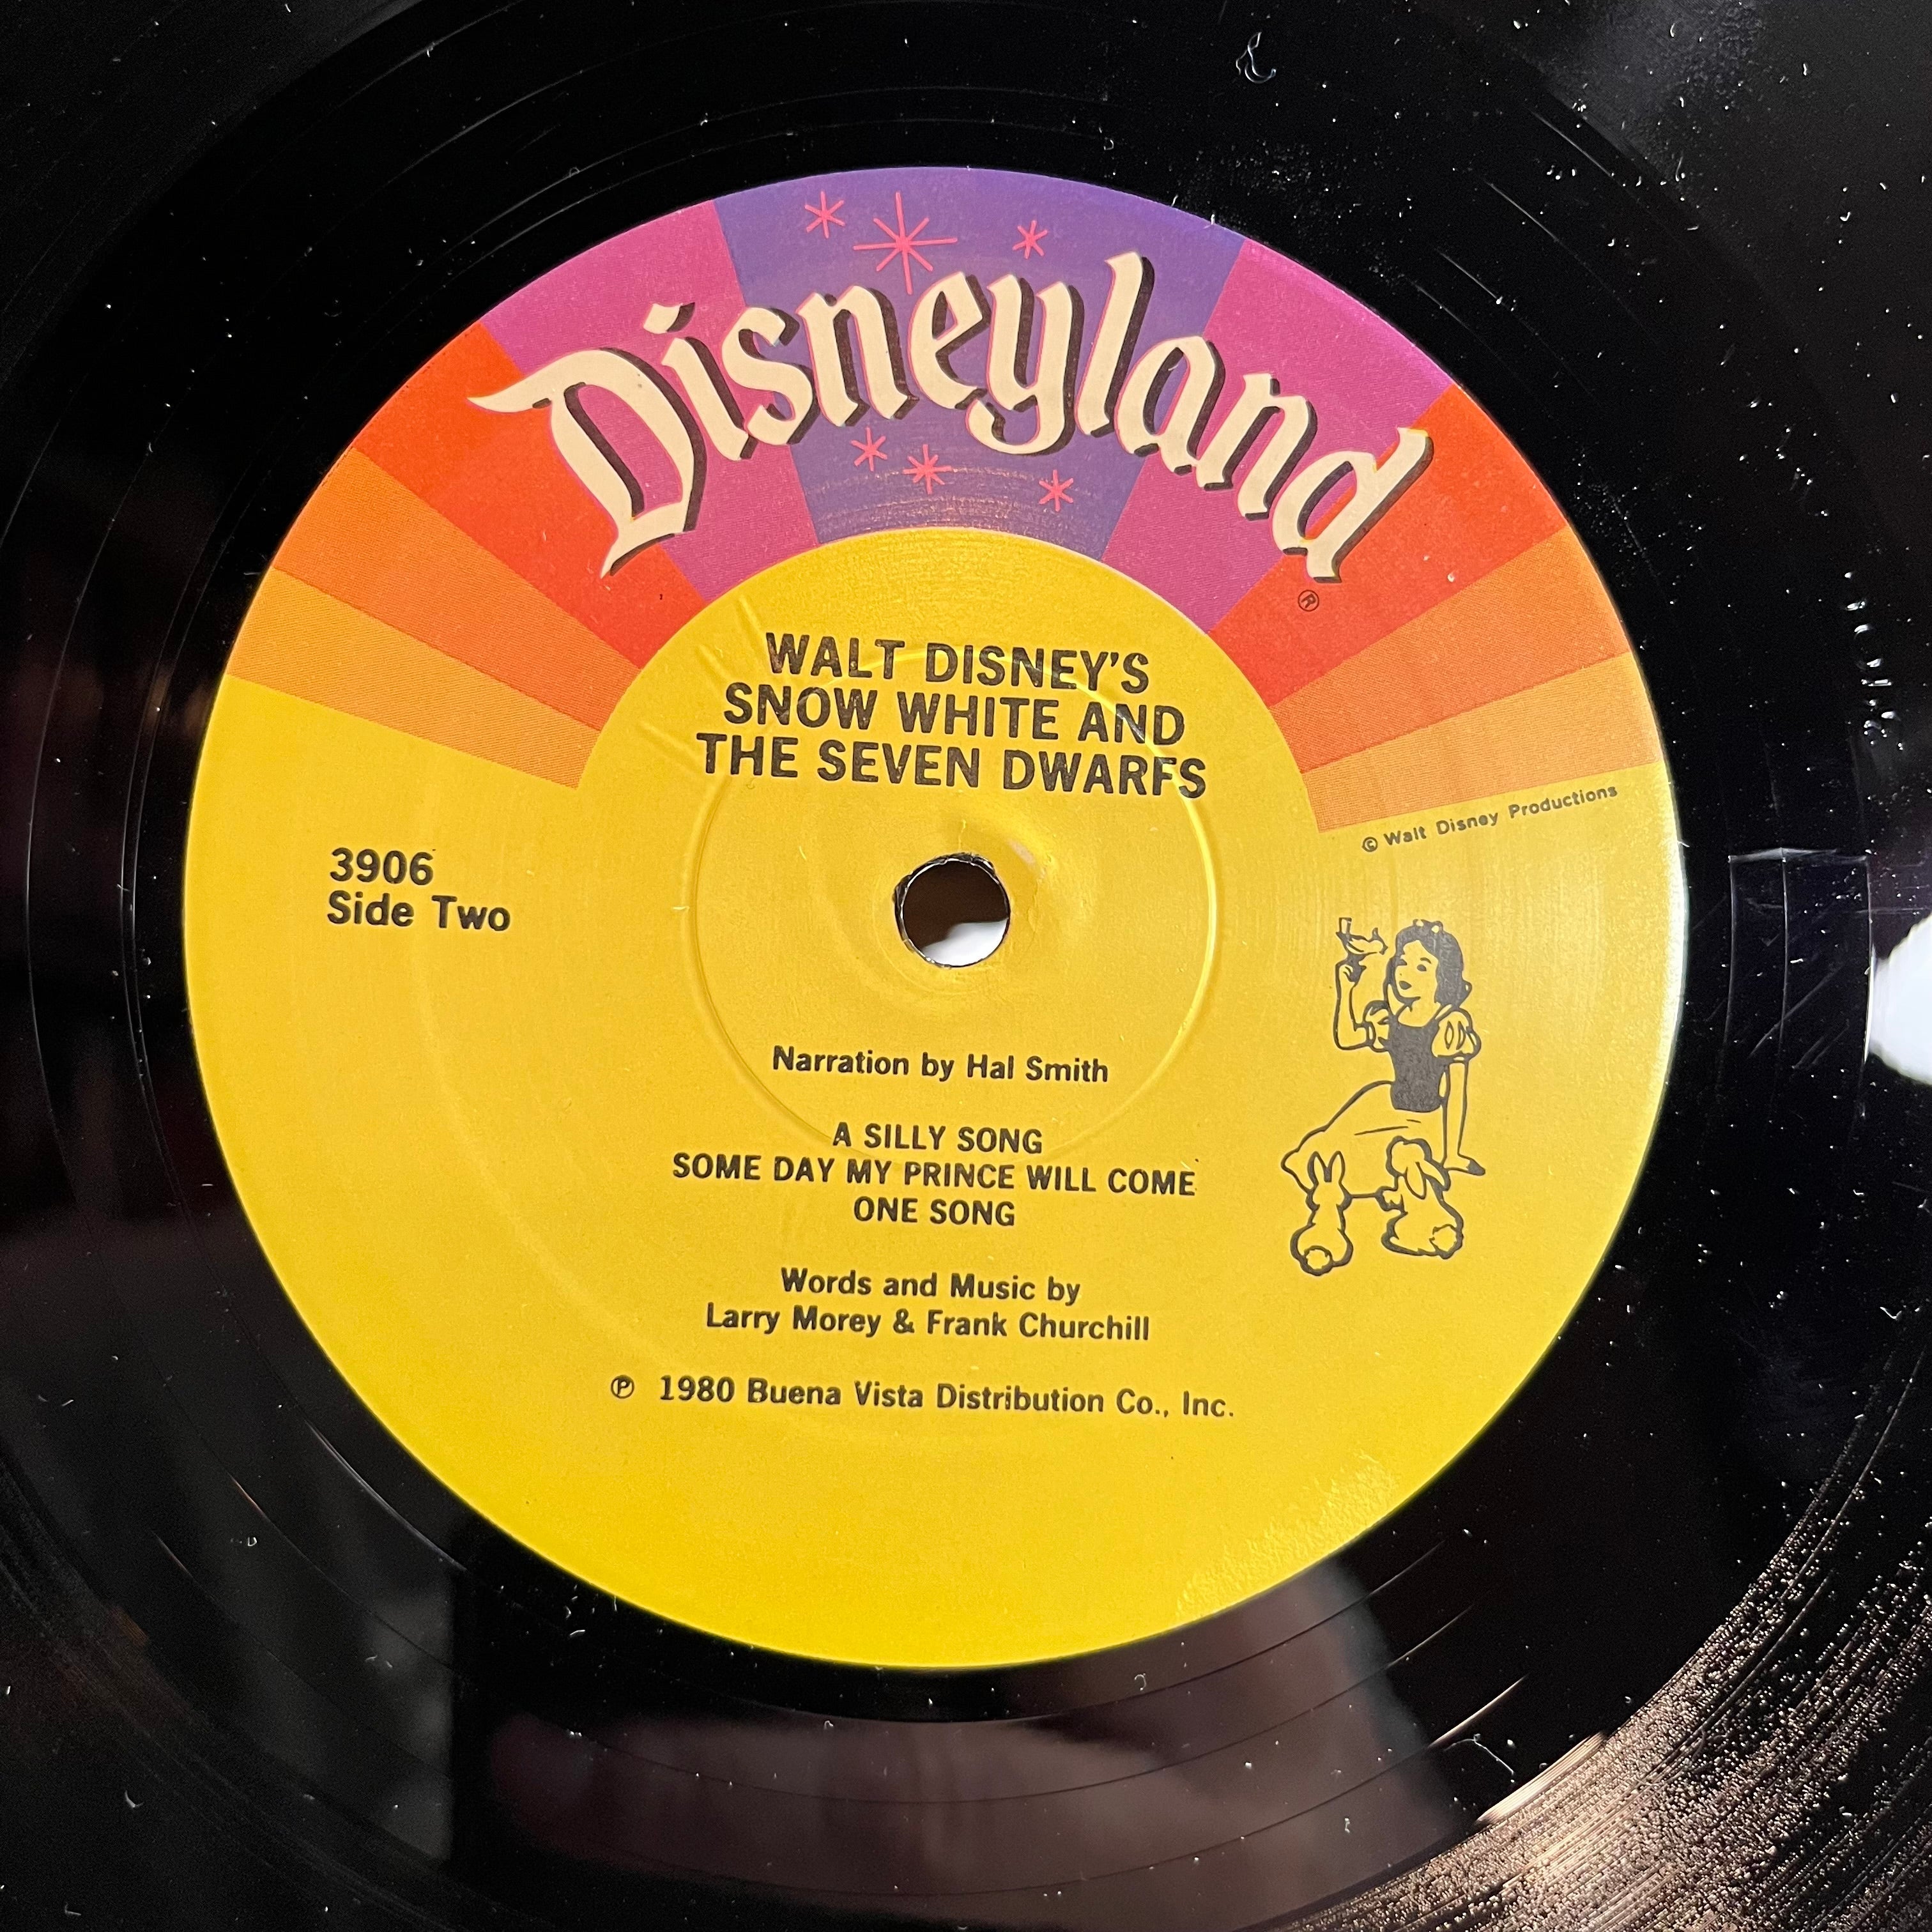 Disneyland®
WALT DISNEY'S
SNOW WHITE AND
THE SEVEN DWARFS
© Walt Disney Productions
3906
Side Two
Narration by Hal Smith
A SILLY SONG
SOME DAY MY PRINCE WILL COME
ONE SONG
Words and Music by
Larry Morey & Frank Churchill
℗ 1980 Buena Vista Distribution Co., Inc.